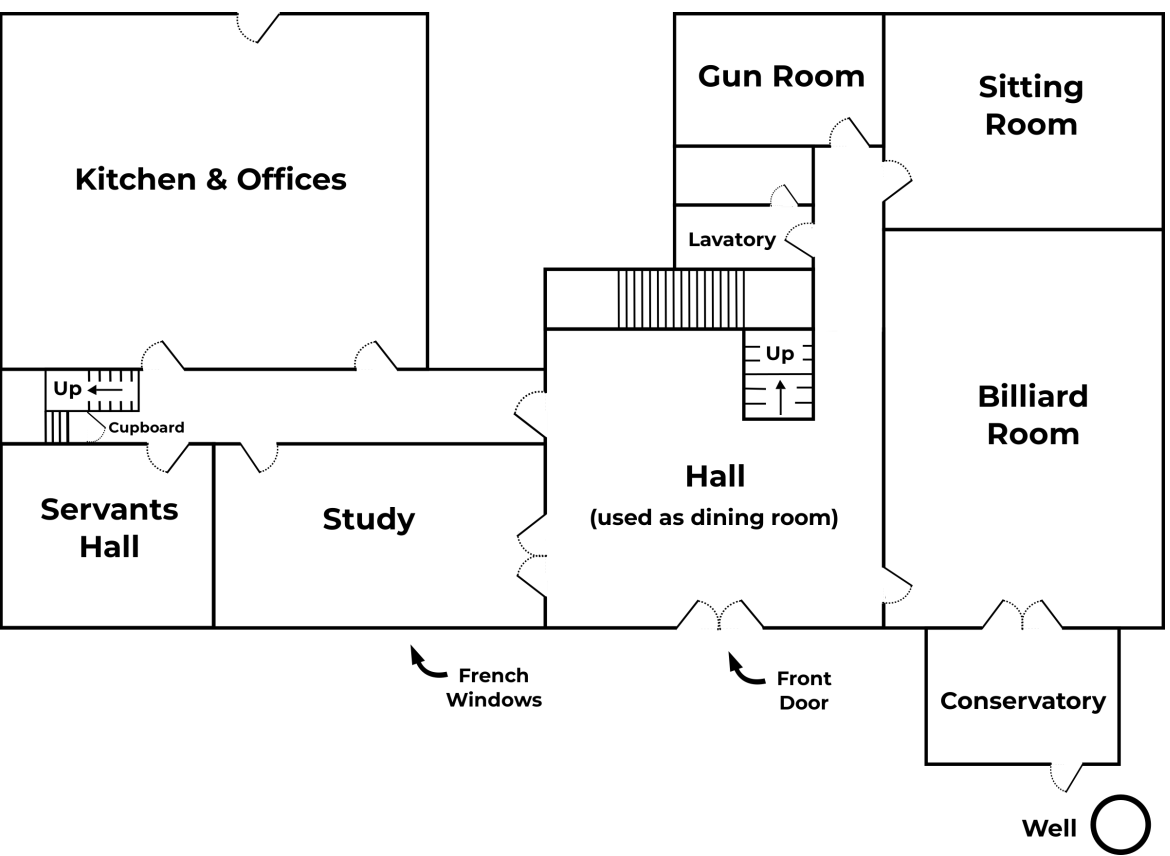 Gun Room
Sitting
Room
Kitchen & Offices
Lavatory
Up
Up
Cupboard
Billiard
Room
Hall
(used as dining room)
Servants
Hall
Study
French
Windows
Front
Door
Conservatory
Well